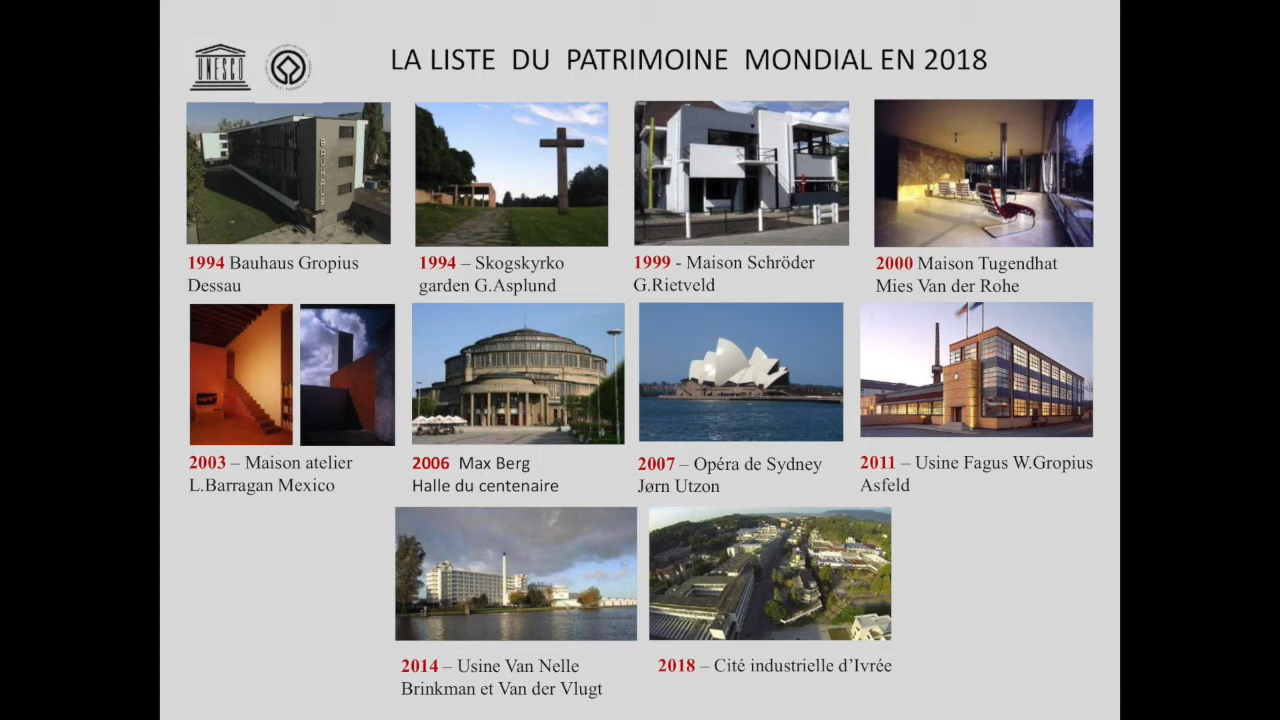 UNESCO
LA LISTE DU PATRIMOINE MONDIAL EN 2018
BAUHAUS
1994 Bauhaus Gropius
Dessau
1994 – Skogskyrko
garden G.Asplund
1999 - Maison Schröder
G.Rietveld
2000 Maison Tugendhat
Mies Van der Rohe
2003 – Maison atelier
L.Barragan Mexico
2006 Max Berg
Halle du centenaire
2007 – Opéra de Sydney
Jørn Utzon
2011 – Usine Fagus W.Gropius
Asfeld
2014 – Usine Van Nelle
Brinkman et Van der Vlugt
2018 – Cité industrielle d’Ivrée